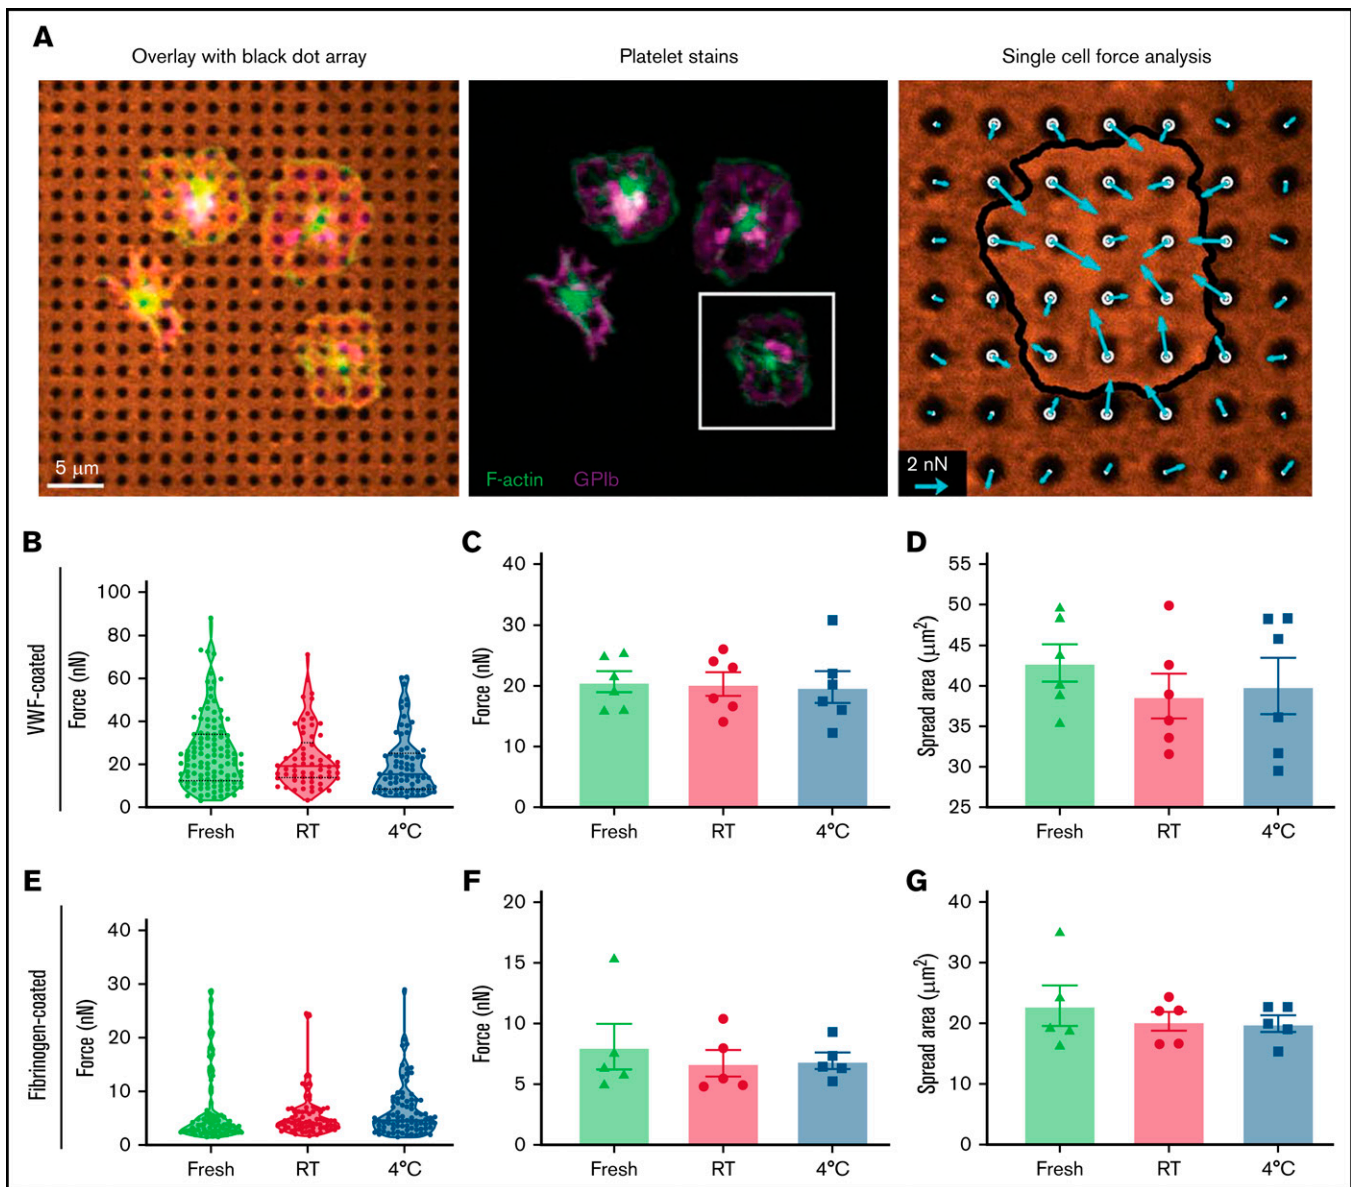 A
Overlay with black dot array
Platelet stains
Single cell force analysis
5 μm
F-actin GPIb
2 nN
B
VWF-coated
Force (nN)
100
80
60
40
20
0
Fresh RT 4°C
C
Force (nN)
40
30
20
10
0
Fresh RT 4°C
D
Spread area (μm²)
55
50
45
40
35
30
25
Fresh RT 4°C
E
Fibrinogen-coated
Force (nN)
40
30
20
10
0
Fresh RT 4°C
F
Force (nN)
20
15
10
5
0
Fresh RT 4°C
G
Spread area (μm²)
40
30
20
10
0
Fresh RT 4°C